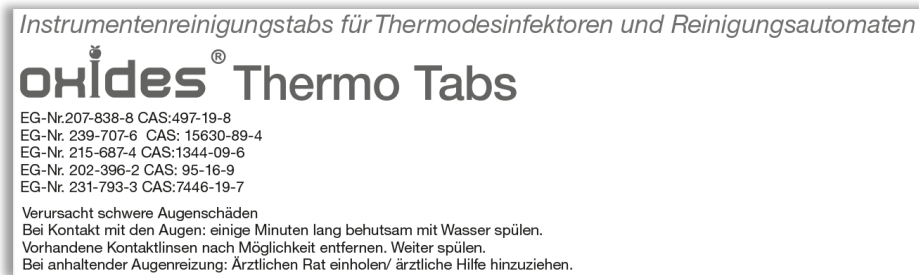 Instrumentenreinigungstabs für Thermodesinfektoren und Reinigungsautomaten
oxides® Thermo Tabs
EG-Nr.207-838-8 CAS:497-19-8
EG-Nr. 239-707-6 CAS: 15630-89-4
EG-Nr. 215-687-4 CAS:1344-09-6
EG-Nr. 202-396-2 CAS: 95-16-9
EG-Nr. 231-793-3 CAS:7446-19-7
Verursacht schwere Augenschäden
Bei Kontakt mit den Augen: einige Minuten lang behutsam mit Wasser spülen.
Vorhandene Kontaktlinsen nach Möglichkeit entfernen. Weiter spülen.
Bei anhaltender Augenreizung: Ärztlichen Rat einholen/ ärztliche Hilfe hinzuziehen.